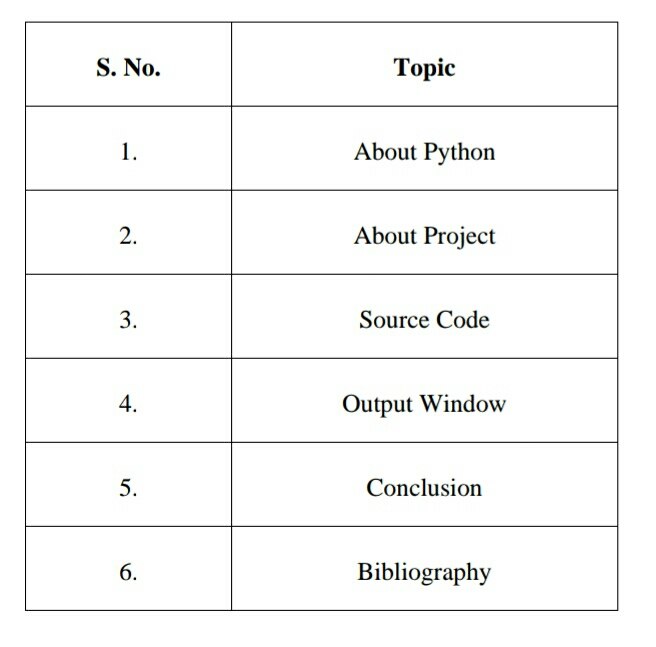 S. No. Topic
1. About Python
2. About Project
3. Source Code
4. Output Window
5. Conclusion
6. Bibliography